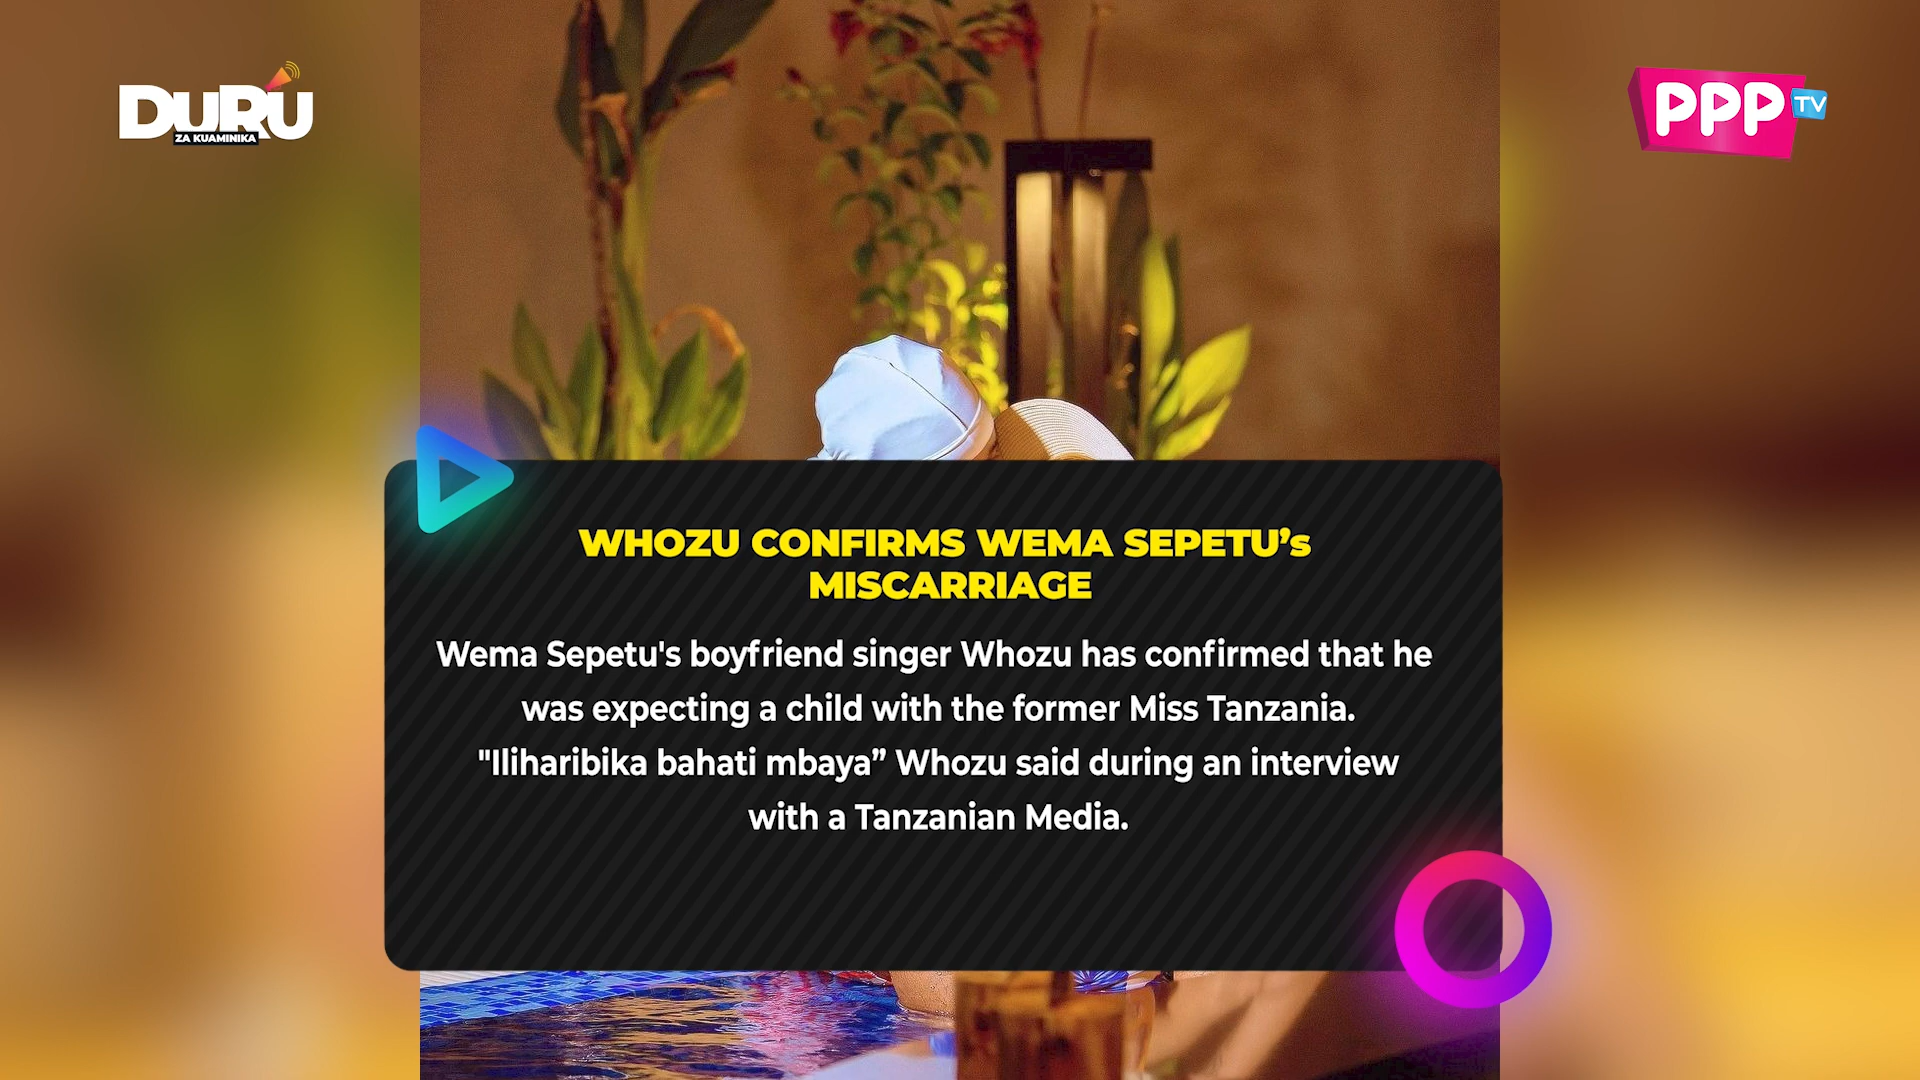 DURU
ZA KUAMINIKA
PPP TV
WHOZU CONFIRMS WEMA SEPETU’s
MISCARRIAGE
Wema Sepetu's boyfriend singer Whozu has confirmed that he
was expecting a child with the former Miss Tanzania.
"Iliharibika bahati mbaya” Whozu said during an interview
with a Tanzanian Media.